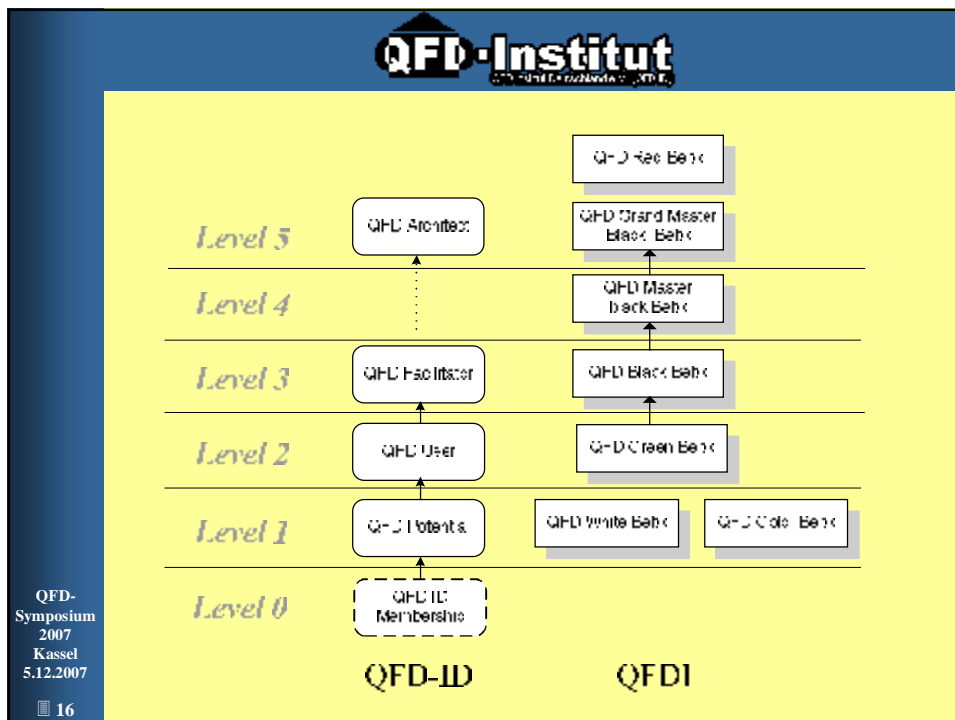 QFD-Institut
QFD Red Belt
Level 5
QFD Architect
QFD Grand Master
Black Belt
Level 4
QFD Master
black Belt
Level 3
QFD Facilitator
QFD Black Belt
Level 2
QFD User
QFD Green Belt
Level 1
QFD Potential
QFD White Belt
QFD Gold Belt
Level 0
QFD ID
Membership
QFD-ID
QFDI
QFD-
Symposium
2007
Kassel
5.12.2007
16